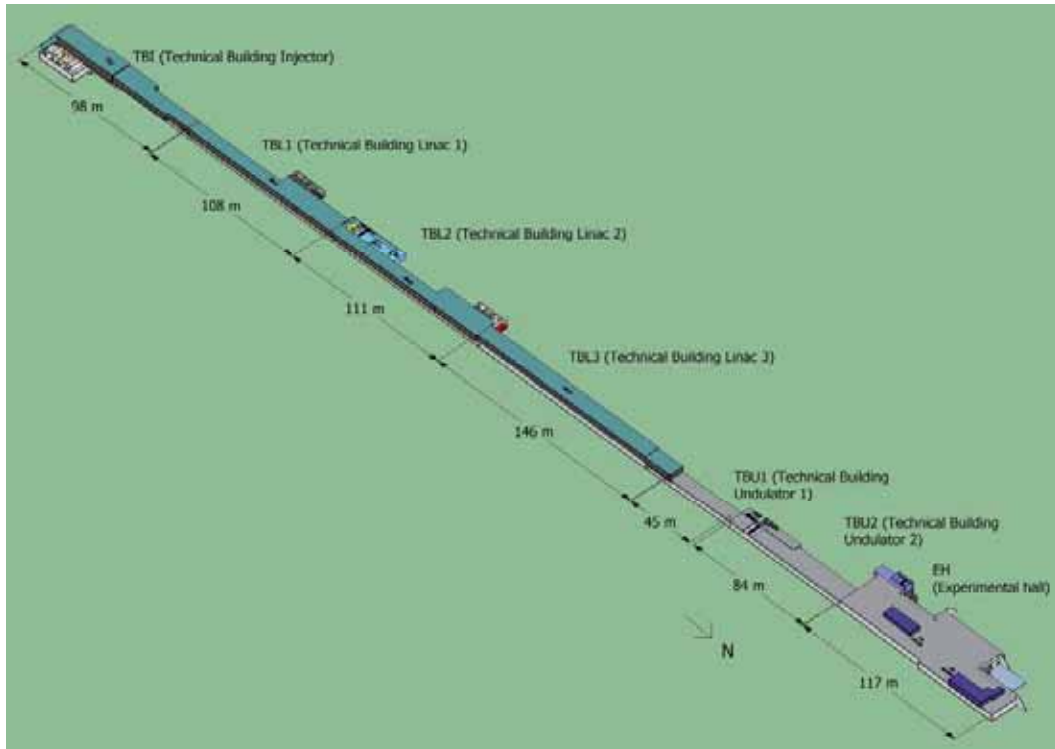 TBI (Technical Building Injector)
98 m
TBL1 (Technical Building Linac 1)
108 m
TBL2 (Technical Building Linac 2)
111 m
TBL3 (Technical Building Linac 3)
146 m
TBU1 (Technical Building
Undulator 1)
45 m
TBU2 (Technical Building
Undulator 2)
EH
(Experimental hall)
84 m
N
117 m